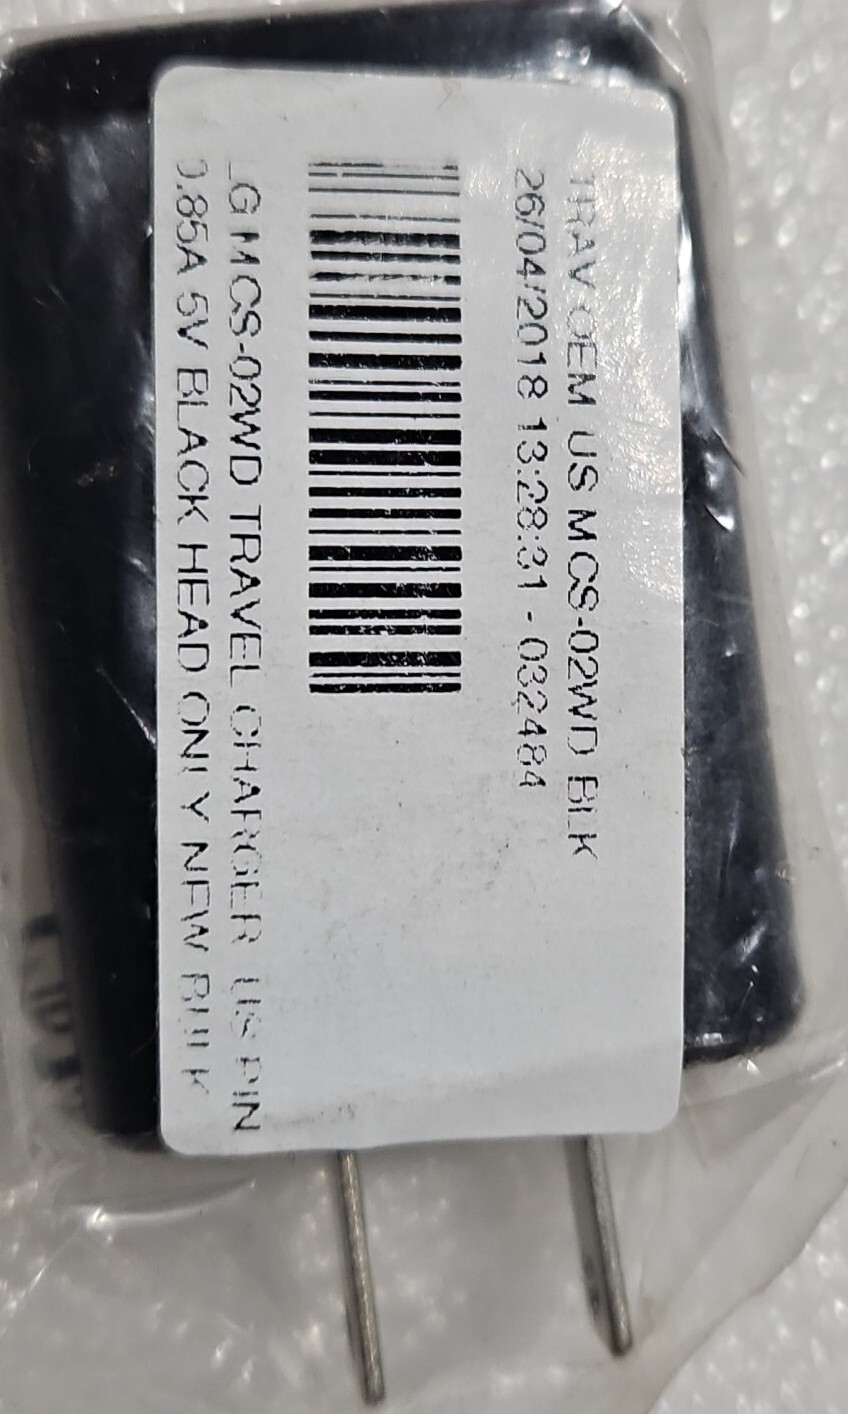 TRAV OEM US MCS-02WD BLK
26/04/2018 13:28:31 - 032484
LG MCS-02WD TRAVEL CHARGER US PIN
0.85A 5V BLACK HEAD ONLY NEW BULK